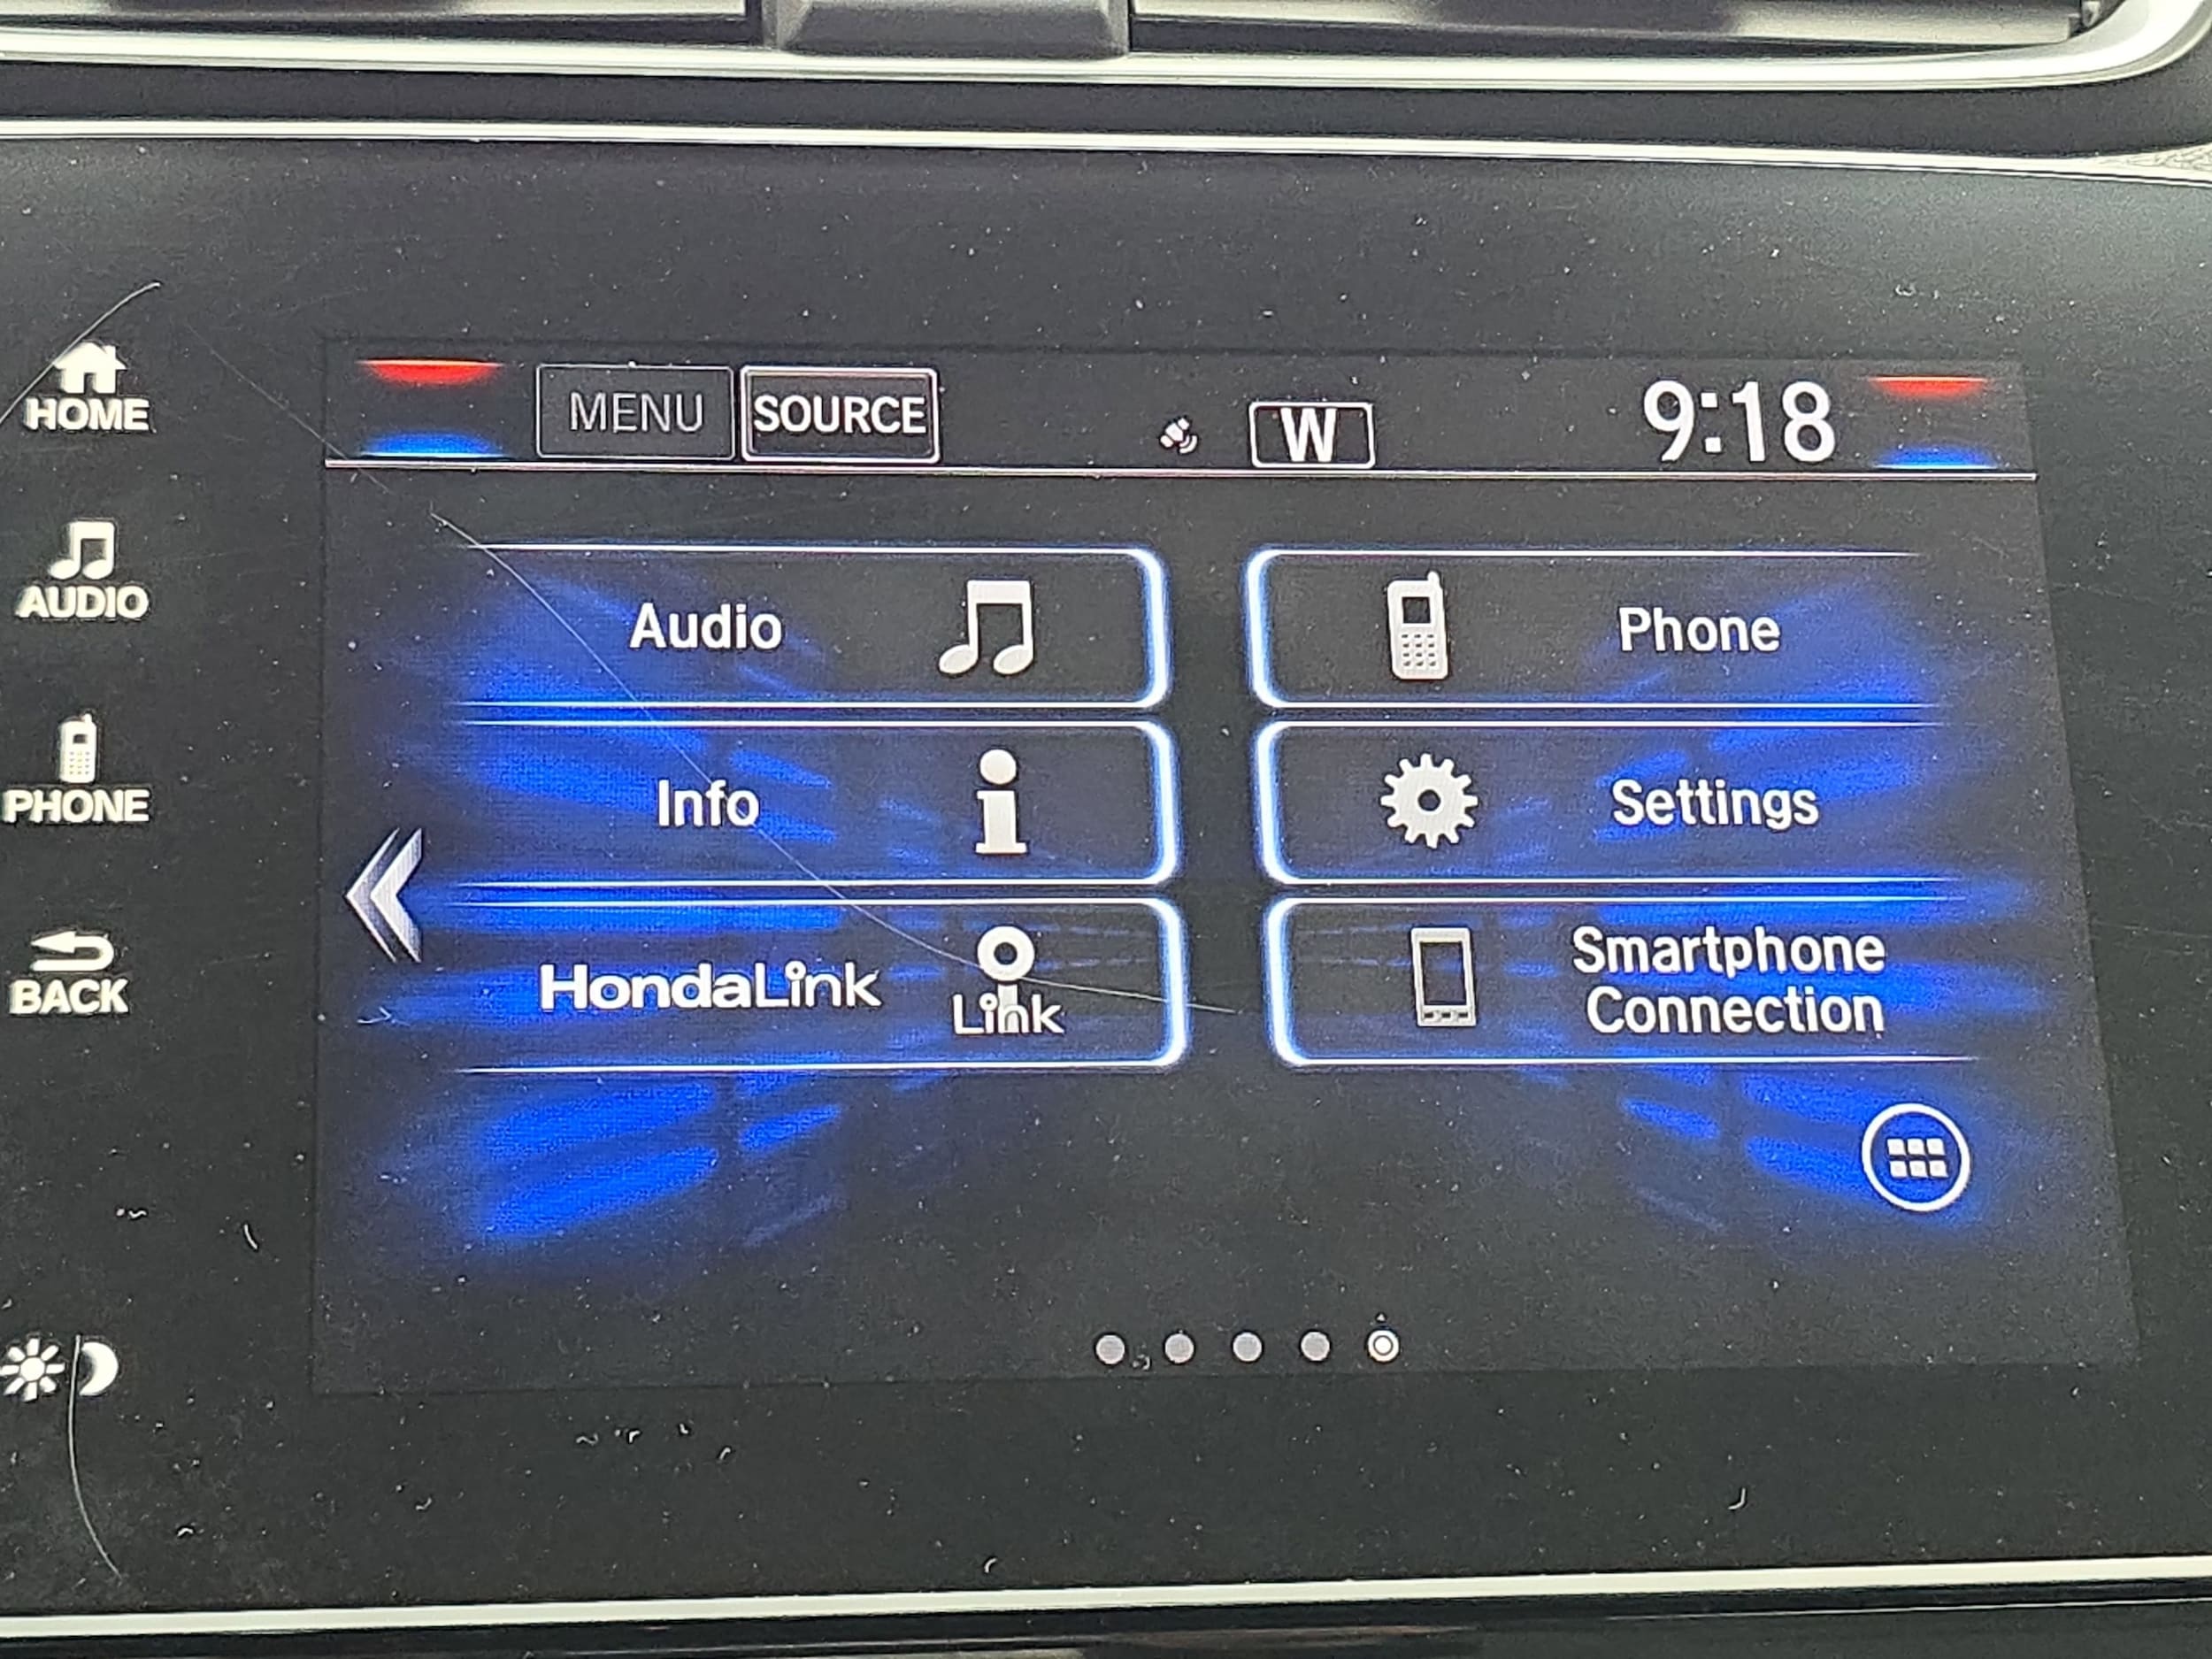 HOME
AUDIO
PHONE
BACK
MENU SOURCE W 9:18
Audio
Phone
Info
Settings
HondaLink
Link
Smartphone
Connection